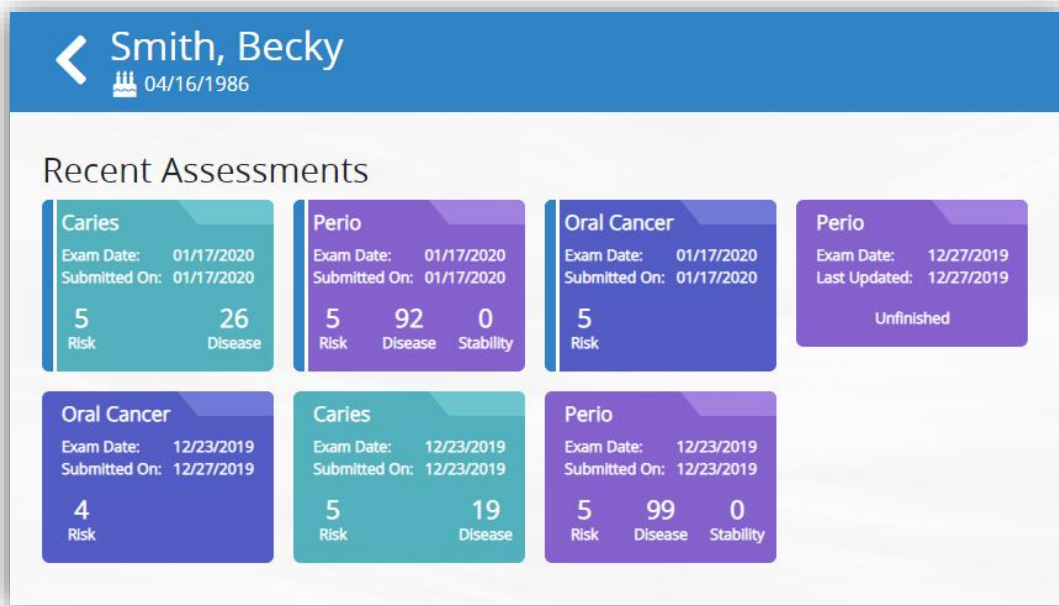 Smith, Becky
04/16/1986
Recent Assessments
Caries
Exam Date: 01/17/2020
Submitted On: 01/17/2020
5 26
Risk Disease
Perio
Exam Date: 01/17/2020
Submitted On: 01/17/2020
5 92 0
Risk Disease Stability
Oral Cancer
Exam Date: 01/17/2020
Submitted On: 01/17/2020
5
Risk
Perio
Exam Date: 12/27/2019
Last Updated: 12/27/2019
Unfinished
Oral Cancer
Exam Date: 12/23/2019
Submitted On: 12/27/2019
4
Risk
Caries
Exam Date: 12/23/2019
Submitted On: 12/23/2019
5 19
Risk Disease
Perio
Exam Date: 12/23/2019
Submitted On: 12/23/2019
5 99 0
Risk Disease Stability